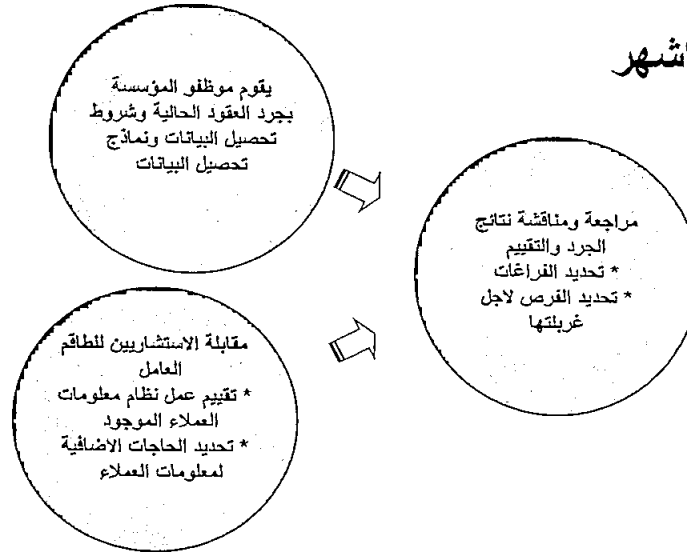 اشهر
يقوم موظفو المؤسسة
بجرد العقود الحالية وشروط
تحصيل البيانات ونماذج
تحصيل البيانات
مراجعة ومناقشة نتائج
الجرد والتقييم
* تحديد الفراغات
* تحديد الفرص لاجل
غربلتها
مقابلة الاستشاريين للطاقم
العامل
* تقييم عمل نظام معلومات
العملاء الموجود
* تحديد الحاجات الاضافية
لمعلومات العملاء